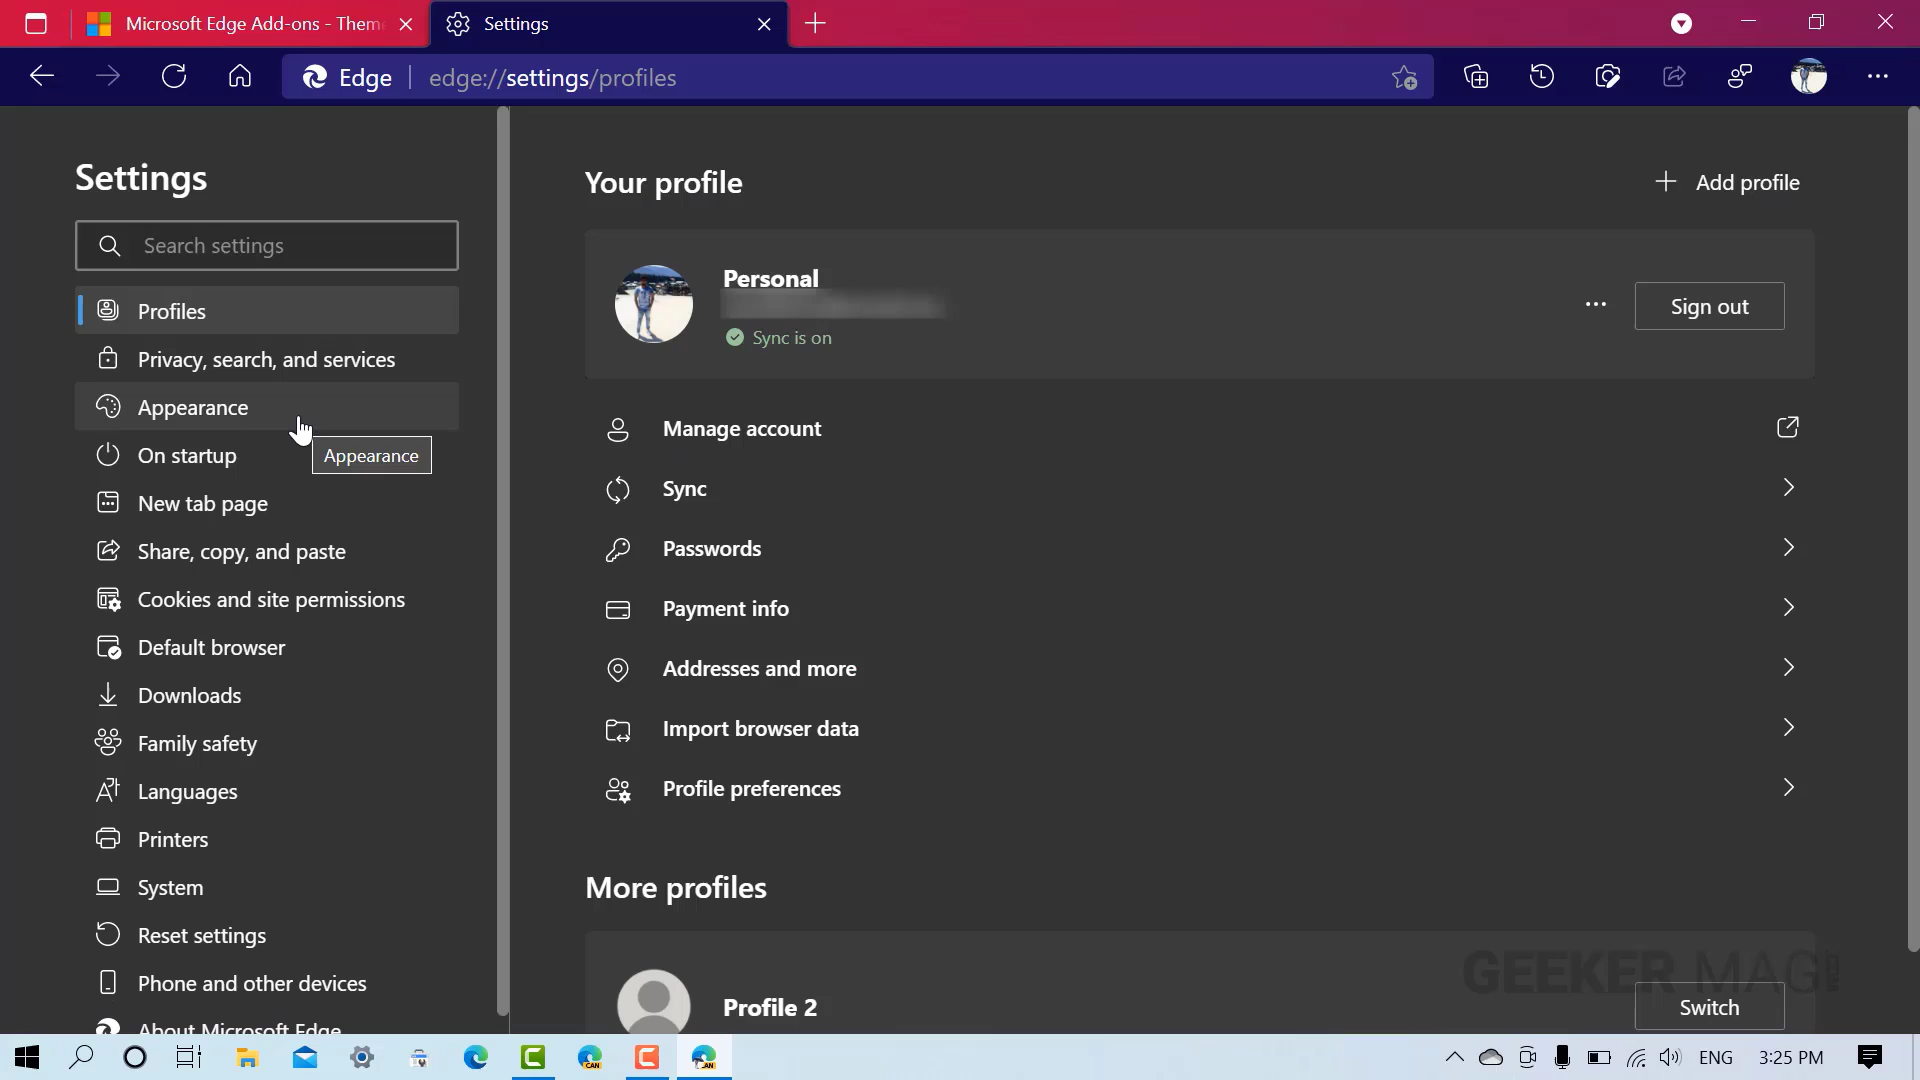 Microsoft Edge Add-ons - Them
Settings
Edge
edge://settings/profiles
Settings
Search settings
Profiles
Privacy, search, and services
Appearance
On startup
Appearance
New tab page
Share, copy, and paste
Cookies and site permissions
Default browser
Downloads
Family safety
Languages
Printers
System
Reset settings
Phone and other devices
About Microsoft Edge
Your profile
Add profile
Personal
Sync is on
Sign out
Manage account
Sync
Passwords
Payment info
Addresses and more
Import browser data
Profile preferences
More profiles
Profile 2
Switch
GEEKER MAG
CAN
ENG
3:25 PM